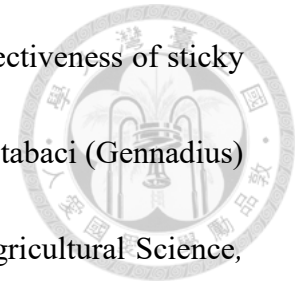 ectiveness of sticky
tabaci (Gennadius)
gricultural Science,